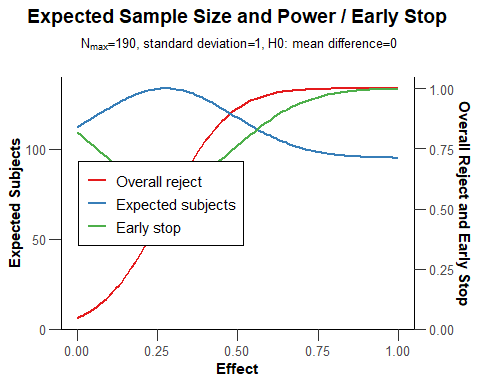 Expected Sample Size and Power / Early Stop
Nmax=190, standard deviation=1, H0: mean difference=0
Expected Subjects
100
50
0
Overall reject
Expected subjects
Early stop
1.00
0.75
0.50
0.25
0.00
Overall Reject and Early Stop
0.00 0.25 0.50 0.75 1.00
Effect